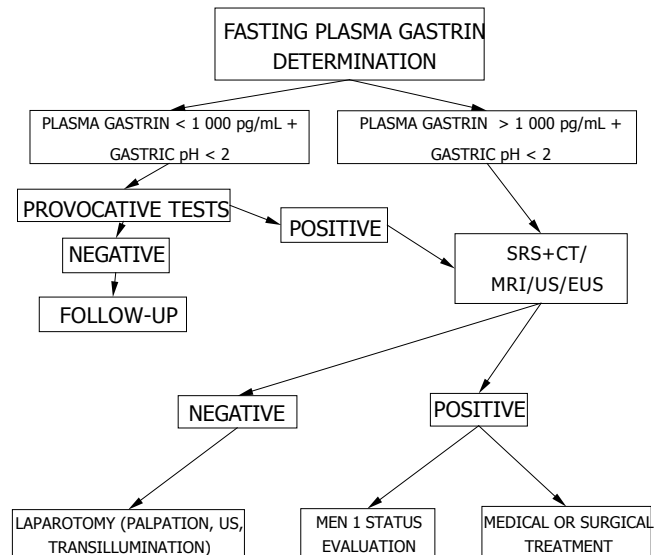 FASTING PLASMA GASTRIN
DETERMINATION
PLASMA GASTRIN < 1 000 pg/mL +
GASTRIC pH < 2
PLASMA GASTRIN > 1 000 pg/mL +
GASTRIC pH < 2
PROVOCATIVE TESTS
POSITIVE
NEGATIVE
SRS+CT/
MRI/US/EUS
FOLLOW-UP
NEGATIVE
POSITIVE
LAPAROTOMY (PALPATION, US,
TRANSILLUMINATION)
MEN 1 STATUS
EVALUATION
MEDICAL OR SURGICAL
TREATMENT